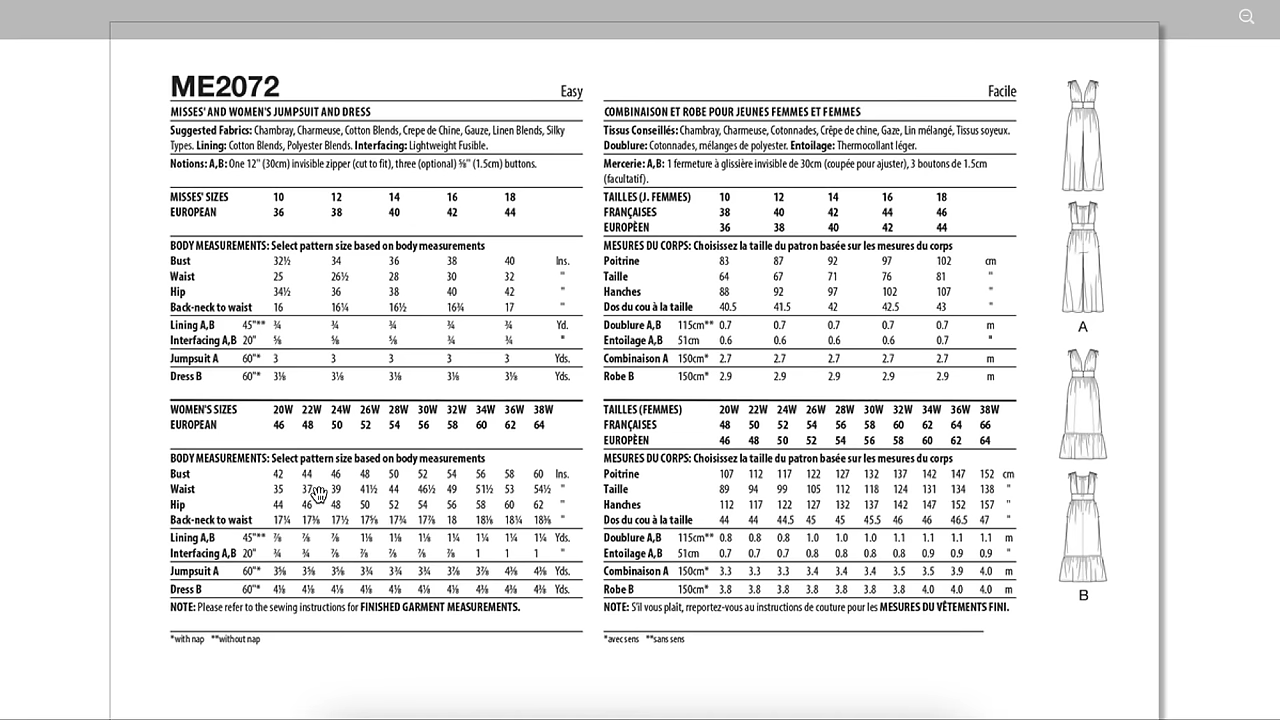 ME2072 Easy
MISSES' AND WOMEN'S JUMPSUIT AND DRESS
Suggested Fabrics: Chambray, Charmeuse, Cotton Blends, Crepe de Chine, Gauze, Linen Blends, Silky
Types. Lining: Cotton Blends, Polyester Blends. Interfacing: Lightweight Fusible.
Notions: A,B: One 12" (30cm) invisible zipper (cut to fit), three (optional) ⅝" (1.5cm) buttons.
MISSES' SIZES 10 12 14 16 18
EUROPEAN 36 38 40 42 44
BODY MEASUREMENTS: Select pattern size based on body measurements
Bust 32½ 34 36 38 40 Ins.
Waist 25 26½ 28 30 32 "
Hip 34½ 36 38 40 42 "
Back-neck to waist 16 16¼ 16½ 16¾ 17 "
Lining A,B 45"** ¾ ¾ ¾ ¾ ¾ Yd.
Interfacing A,B 20" ⅝ ⅝ ⅝ ¾ ¾ "
Jumpsuit A 60"* 3 3 3 3 3 Yds.
Dress B 60"* 3⅛ 3⅛ 3⅛ 3⅛ 3⅛ Yds.
WOMEN'S SIZES 20W 22W 24W 26W 28W 30W 32W 34W 36W 38W
EUROPEAN 46 48 50 52 54 56 58 60 62 64
BODY MEASUREMENTS: Select pattern size based on body measurements
Bust 42 44 46 48 50 52 54 56 58 60 Ins.
Waist 35 37 39 41½ 44 46½ 49 51½ 53 54½ "
Hip 44 46 48 50 52 54 56 58 60 62 "
Back-neck to waist 17¼ 17⅜ 17½ 17⅝ 17¾ 17⅞ 18 18⅛ 18¼ 18⅜ "
Lining A,B 45"** ⅞ ⅞ ⅞ 1⅛ 1⅛ 1⅛ 1¼ 1¼ 1¼ 1¼ Yds.
Interfacing A,B 20" ¾ ¾ ⅞ ⅞ ⅞ ⅞ ⅞ 1 1 1 "
Jumpsuit A 60"* 3⅝ 3⅝ 3⅝ 3¾ 3¾ 3¾ 3⅞ 3⅞ 4⅜ 4⅜ Yds.
Dress B 60"* 4⅛ 4⅛ 4⅛ 4⅛ 4⅛ 4⅛ 4⅛ 4⅜ 4⅜ 4⅜ Yds.
NOTE: Please refer to the sewing instructions for FINISHED GARMENT MEASUREMENTS.
*with nap **without nap
Facile
COMBINAISON ET ROBE POUR JEUNES FEMMES ET FEMMES
Tissus Conseillés: Chambray, Charmeuse, Cotonnades, Crêpe de chine, Gaze, Lin mélangé, Tissus soyeux.
Doublure: Cotonnades, mélanges de polyester. Entoilage: Thermocollant léger.
Mercerie: A,B: 1 fermeture à glissière invisible de 30cm (coupée pour ajuster), 3 boutons de 1.5cm
(facultatif).
TAILLES (J. FEMMES) 10 12 14 16 18
FRANÇAISES 38 40 42 44 46
EUROPÈEN 36 38 40 42 44
MESURES DU CORPS: Choisissez la taille du patron basée sur les mesures du corps
Poitrine 83 87 92 97 102 cm
Taille 64 67 71 76 81 "
Hanches 88 92 97 102 107 "
Dos du cou à la taille 40.5 41.5 42 42.5 43 "
Doublure A,B 115cm** 0.7 0.7 0.7 0.7 0.7 m
Entoilage A,B 51cm 0.6 0.6 0.6 0.6 0.7 "
Combinaison A 150cm* 2.7 2.7 2.7 2.7 2.7 m
Robe B 150cm* 2.9 2.9 2.9 2.9 2.9 m
TAILLES (FEMMES) 20W 22W 24W 26W 28W 30W 32W 34W 36W 38W
FRANÇAISES 48 50 52 54 56 58 60 62 64 66
EUROPÈEN 46 48 50 52 54 56 58 60 62 64
MESURES DU CORPS: Choisissez la taille du patron basée sur les mesures du corps
Poitrine 107 112 117 122 127 132 137 142 147 152 cm
Taille 89 94 99 105 112 118 124 131 134 138 "
Hanches 112 117 122 127 132 137 142 147 152 157 "
Dos du cou à la taille 44 44 44.5 45 45 45.5 46 46 46.5 47 "
Doublure A,B 115cm** 0.8 0.8 0.8 1.0 1.0 1.0 1.1 1.1 1.1 1.1 m
Entoilage A,B 51cm 0.7 0.7 0.7 0.8 0.8 0.8 0.8 0.9 0.9 0.9 "
Combinaison A 150cm* 3.3 3.3 3.3 3.4 3.4 3.4 3.5 3.5 3.9 4.0 m
Robe B 150cm* 3.8 3.8 3.8 3.8 3.8 3.8 3.8 4.0 4.0 4.0 m
NOTE: S'il vous plaît, rreportez-vou au instructions de couture pour les MESURES DU VÊTEMENTS FINI.
*avec sens **sans sens
A
B